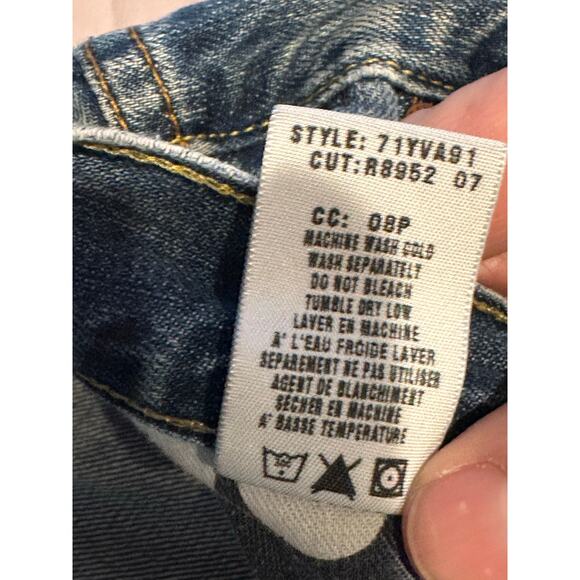 STYLE: 71YVA91
CUT:R8952 07
CC: 08P
MACHINE WASH COLD
WASH SEPARATELY
DO NOT BLEACH
TUMBLE DRY LOW
LAVER EN MACHINE
A' L'EAU FROIDE LAVER
SEPAREMENT NE PAS UTILISER
AGENT DE BLANCHIMENT
SECHER EN MACHINE
A' BASSE TEMPERATURE